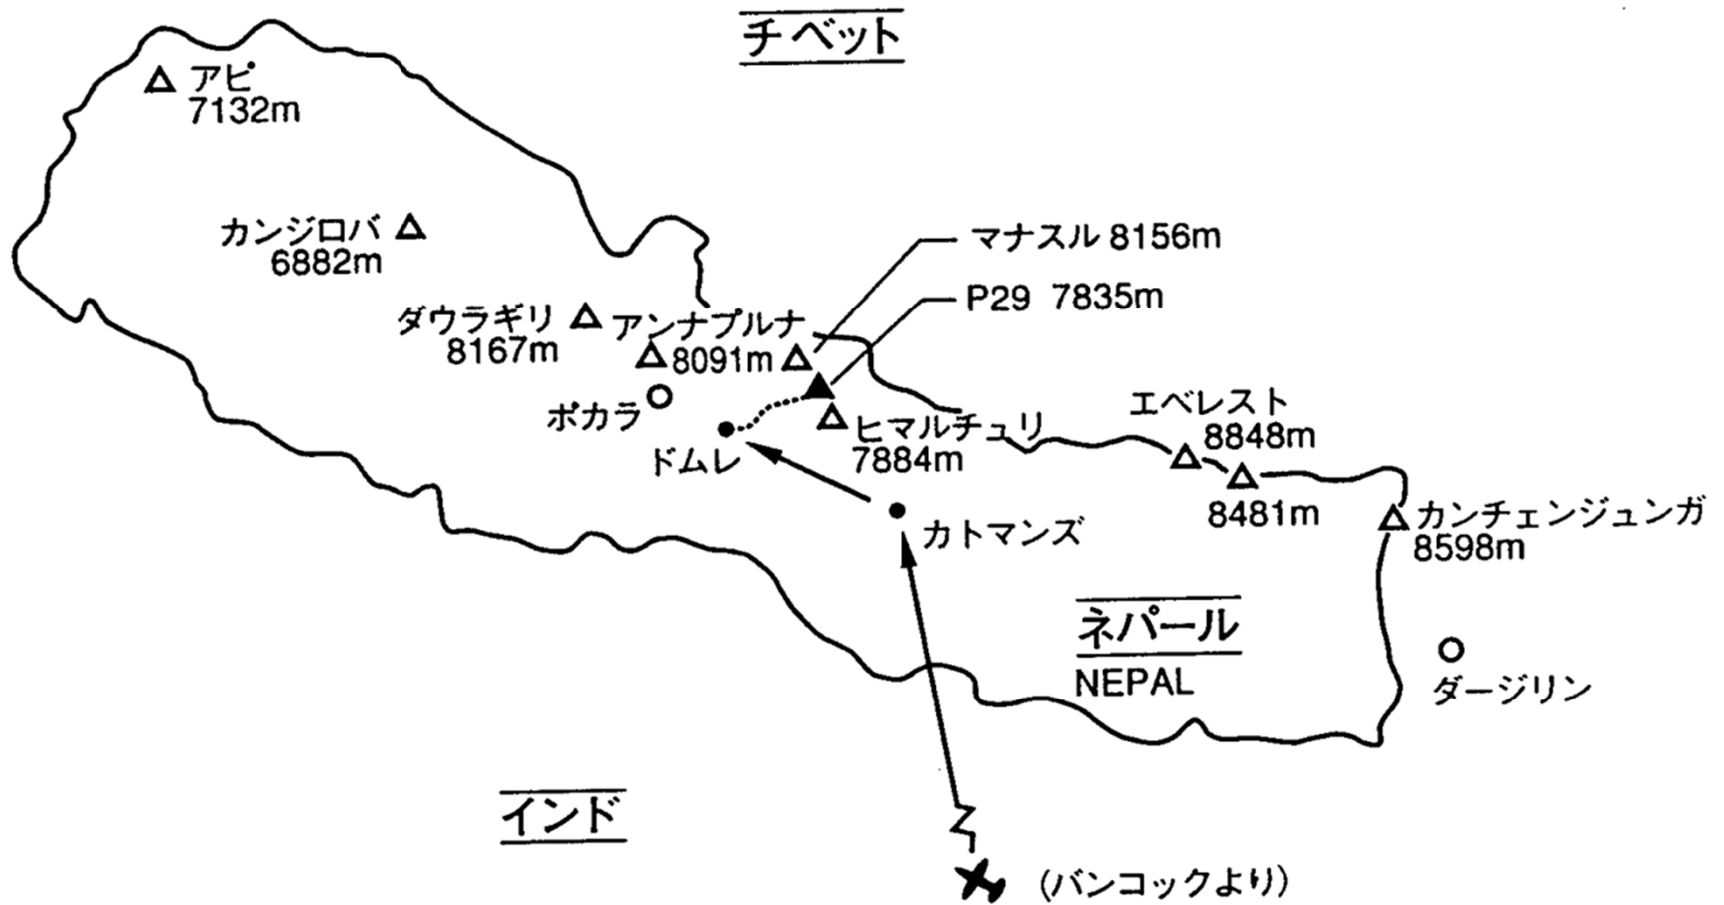 チベット
アピ
7132m
カンジロバ
6882m
マナスル 8156m
P29 7835m
ダウラギリ
8167m
アンナプルナ
8091m
ポカラ
ドムレ
ヒマルチュリ
7884m
エベレスト
8848m
8481m
カンチェンジュンガ
8598m
カトマンズ
ネパール
NEPAL
ダージリン
インド
(バンコックより)